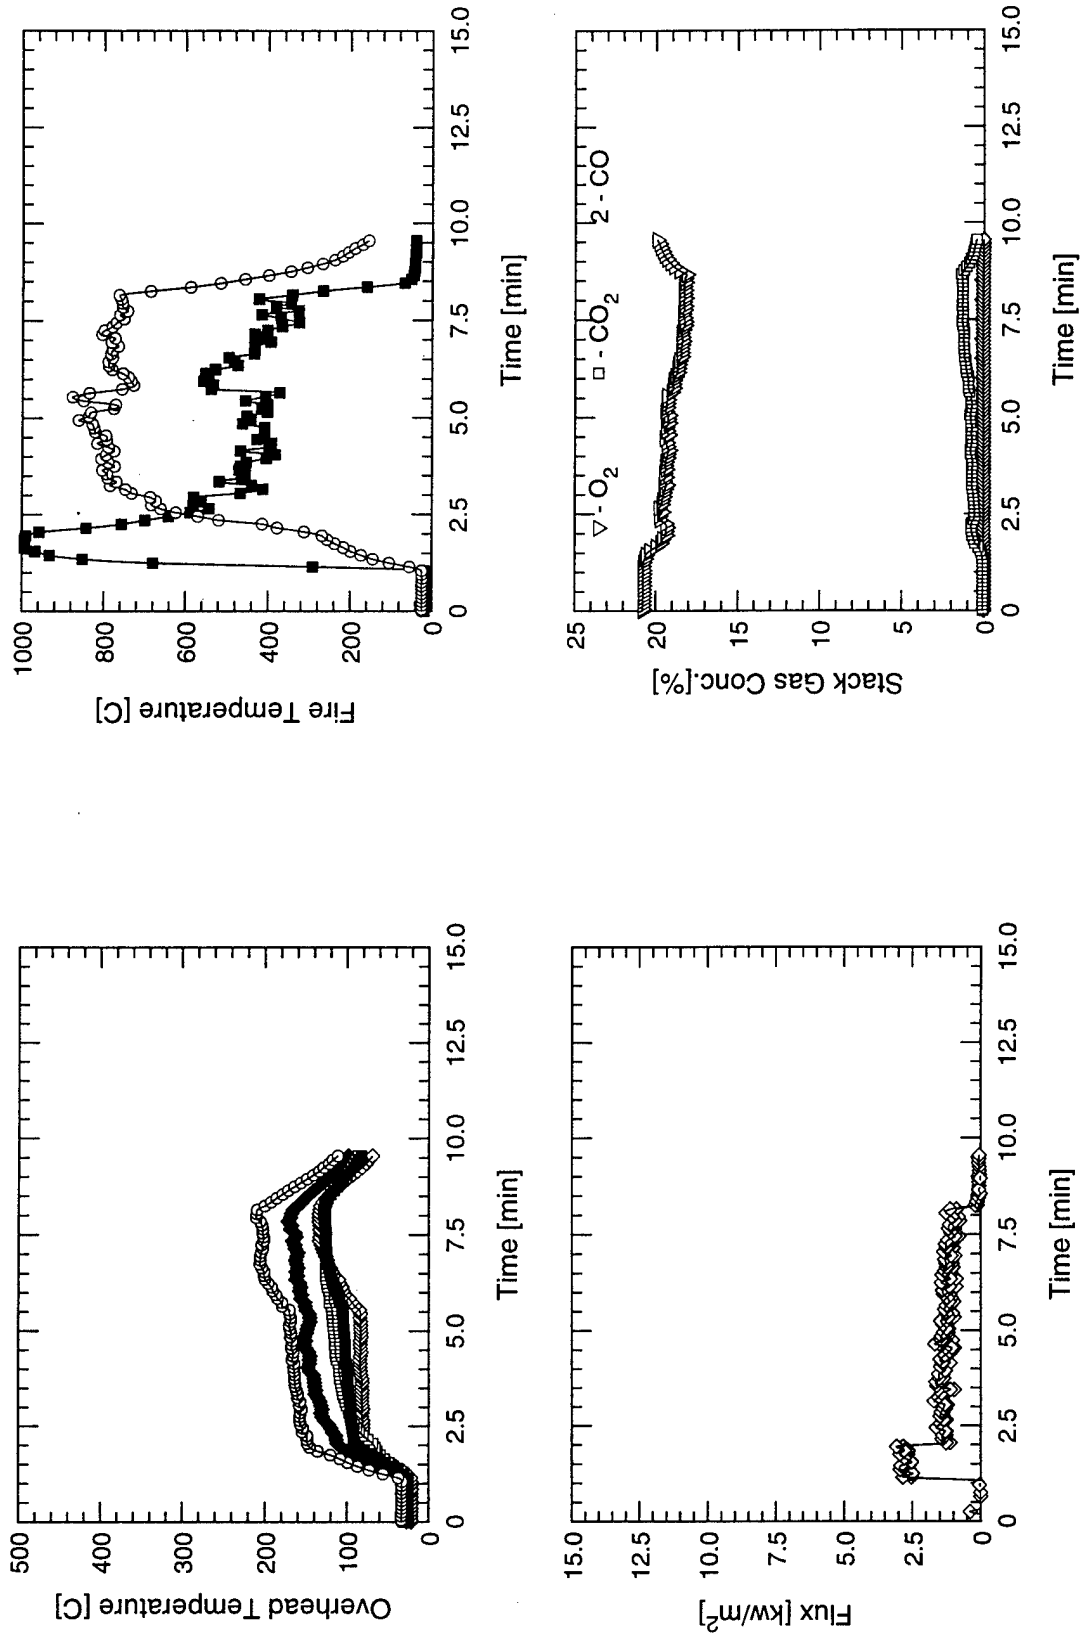 Overhead Temperature [C]
500
400
300
200
100
0
0 2.5 5.0 7.5 10.0 12.5 15.0
Time [min]
Fire Temperature [C]
1000
800
600
400
200
0
0 2.5 5.0 7.5 10.0 12.5 15.0
Time [min]
Flux [kw/m²]
15.0
12.5
10.0
7.5
5.0
2.5
0
0 2.5 5.0 7.5 10.0 12.5 15.0
Time [min]
Stack Gas Conc.[%]
25
20
15
10
5
0
▽ - O₂ □ - CO₂ 2 - CO
0 2.5 5.0 7.5 10.0 12.5 15.0
Time [min]